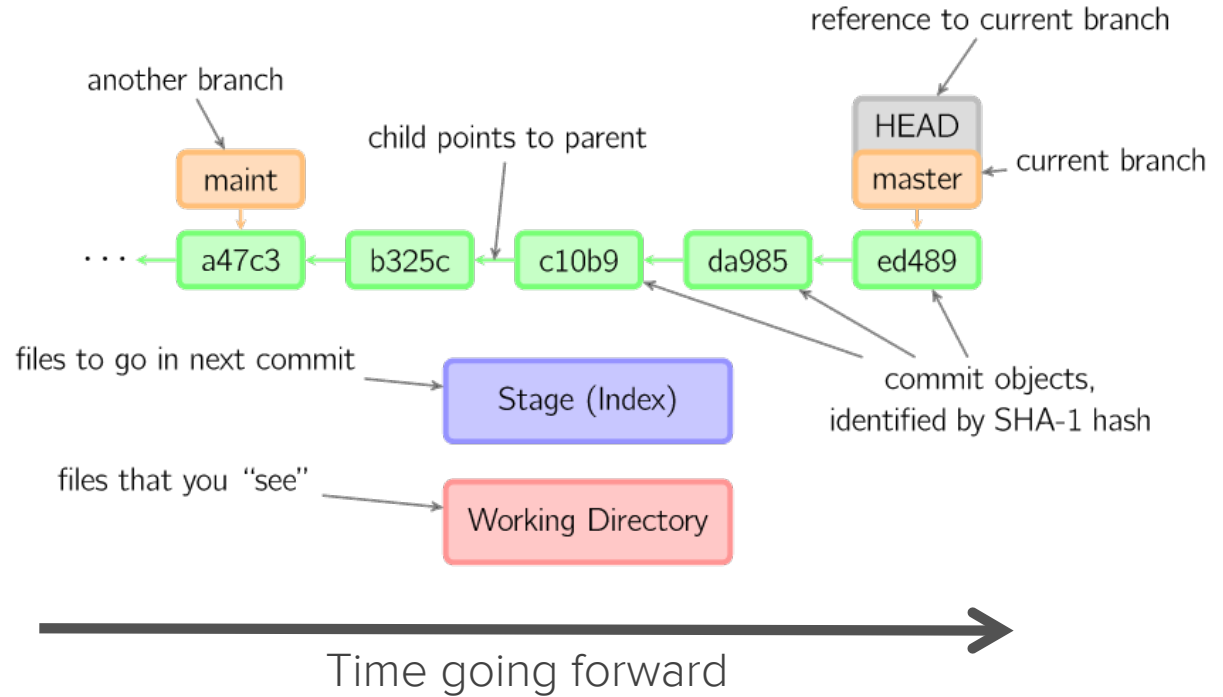 reference to current branch
another branch
HEAD
child points to parent
maint
master
current branch
...
a47c3
b325c
c10b9
da985
ed489
files to go in next commit
Stage (Index)
commit objects,
identified by SHA-1 hash
files that you “see”
Working Directory
Time going forward